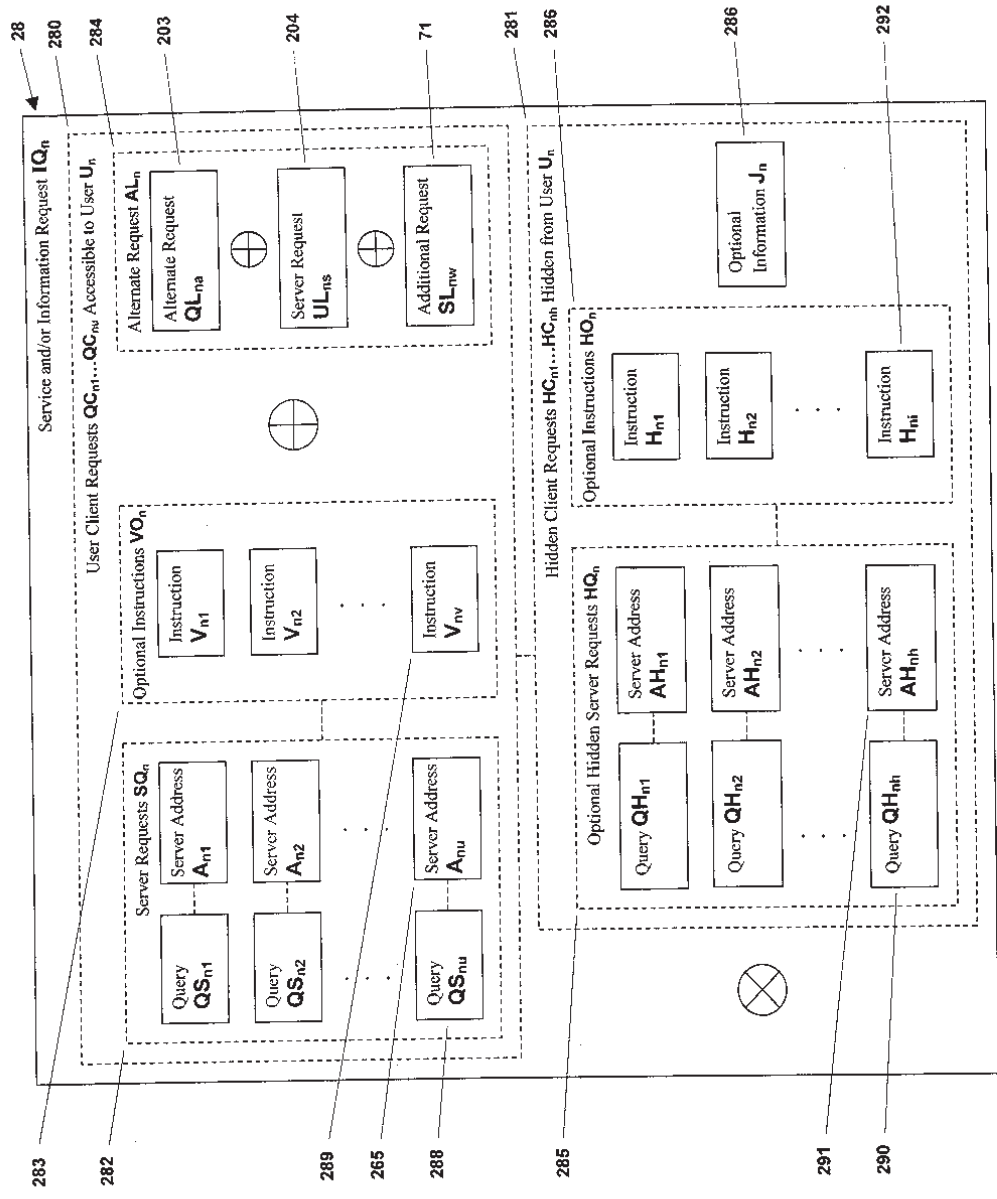 28
280
284
203
204
71
281
286
292
286
Service and/or Information Request IQn
User Client Requests QCn1...QCnu Accessible to User Un
Server Requests SQn
Query QSn1
Server Address An1
Query QSn2
Server Address An2
. . .
. . .
Query QSnu
Server Address Anu
Optional Instructions VOn
Instruction Vn1
Instruction Vn2
. . .
Instruction Vnv
Alternate Request ALn
Alternate Request QLna
Server Request ULns
Additional Request SLnw
Hidden Client Requests HCn1...HCnh Hidden from User Un
Optional Hidden Server Requests HQn
Query QHn1
Server Address AHn1
Query QHn2
Server Address AHn2
. . .
. . .
Query QHnh
Server Address AHnh
Optional Instructions HOn
Instruction Hn1
Instruction Hn2
. . .
Instruction Hni
Optional Information Jn
283
282
289
265
288
285
291
290